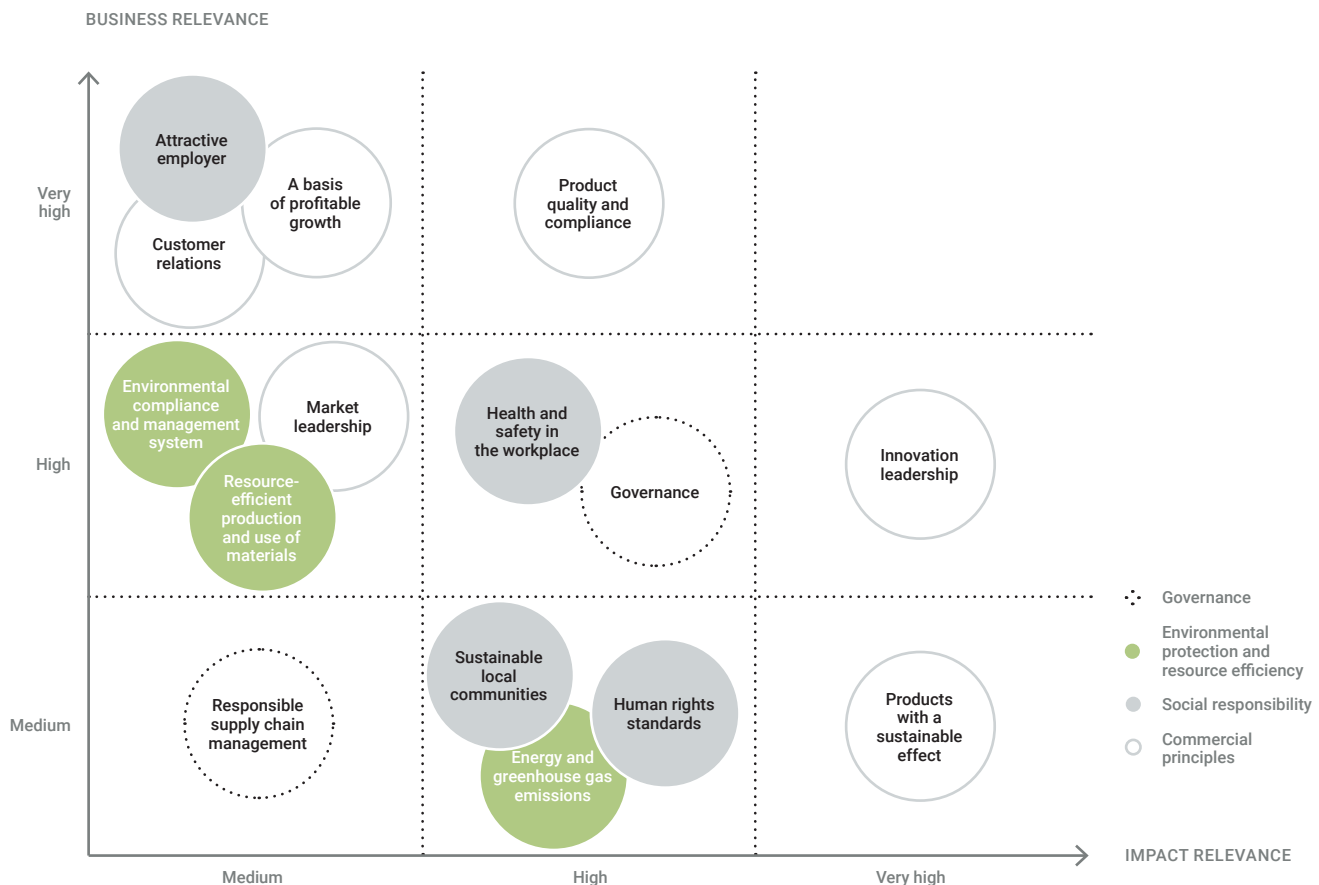 BUSINESS RELEVANCE
Very
high
Attractive
employer
A basis
of profitable
growth
Customer
relations
Product
quality and
compliance
High
Environmental
compliance
and management
system
Market
leadership
Resource-
efficient
production
and use of
materials
Health and
safety in
the workplace
Governance
Innovation
leadership
Medium
Responsible
supply chain
management
Sustainable
local
communities
Human rights
standards
Energy and
greenhouse gas
emissions
Products
with a
sustainable
effect
Governance
Environmental
protection and
resource efficiency
Social responsibility
Commercial
principles
IMPACT RELEVANCE
Medium
High
Very high